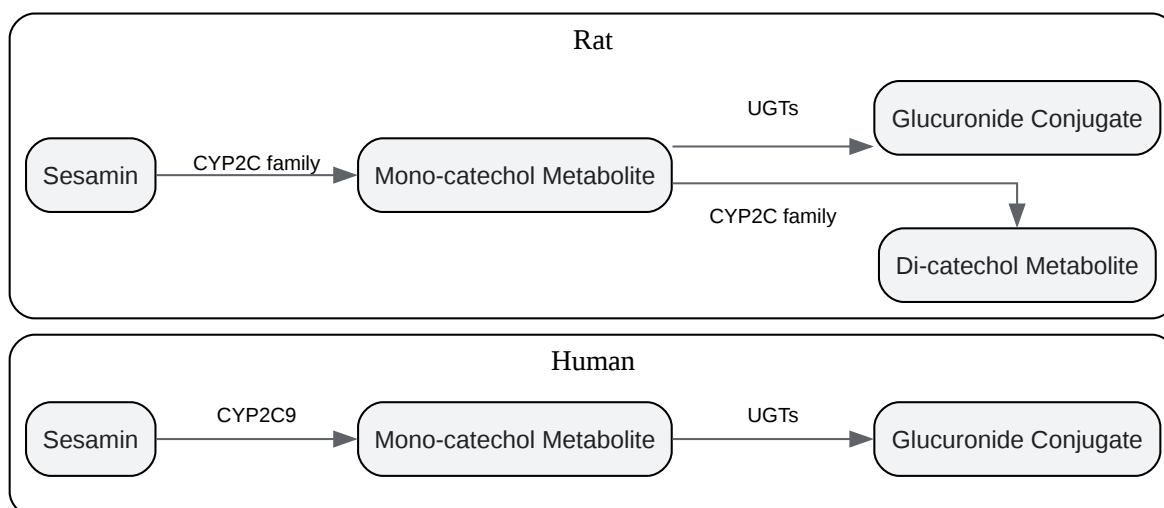 Rat
UGTs
Glucuronide Conjugate
Sesamin
CYP2C family
Mono-catechol Metabolite
CYP2C family
Di-catechol Metabolite
Human
Sesamin
CYP2C9
Mono-catechol Metabolite
UGTs
Glucuronide Conjugate